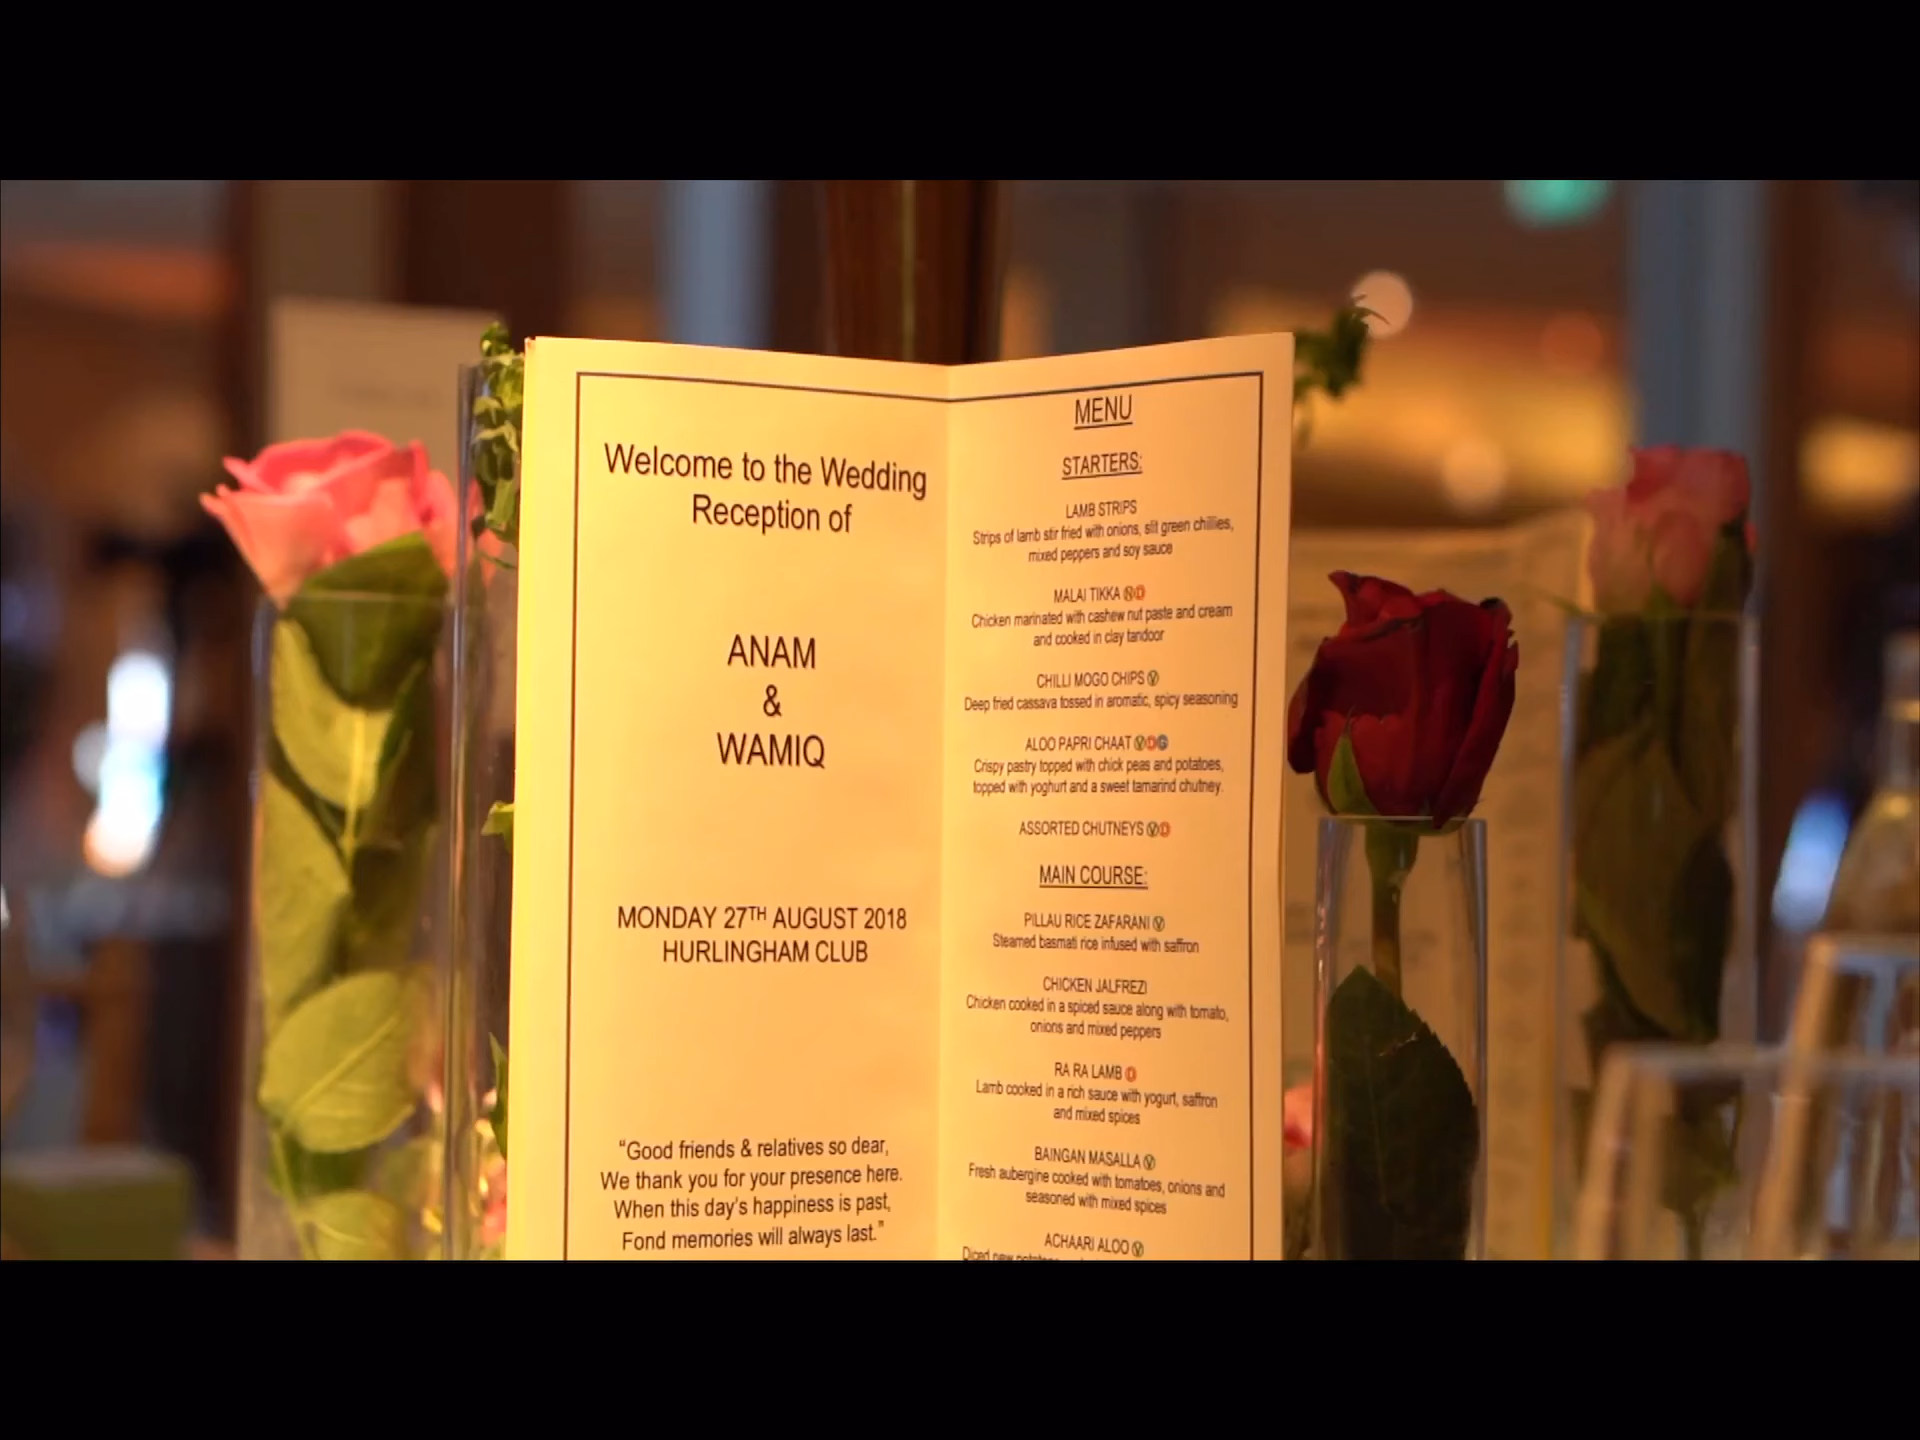 Welcome to the Wedding
Reception of
ANAM
&
WAMIQ
MONDAY 27TH AUGUST 2018
HURLINGHAM CLUB
“Good friends & relatives so dear,
We thank you for your presence here.
When this day's happiness is past,
Fond memories will always last.”
MENU
STARTERS:
LAMB STRIPS
Strips of lamb stir fried with onions, slit green chillies,
mixed peppers and soy sauce
MALAI TIKKA N D
Chicken marinated with cashew nut paste and cream
and cooked in clay tandoor
CHILLI MOGO CHIPS V
Deep fried cassava tossed in aromatic, spicy seasoning
ALOO PAPRI CHAAT V D G
Crispy pastry topped with chick peas and potatoes,
topped with yoghurt and a sweet tamarind chutney.
ASSORTED CHUTNEYS V D
MAIN COURSE:
PILLAU RICE ZAFARANI V
Steamed basmati rice infused with saffron
CHICKEN JALFREZI
Chicken cooked in a spiced sauce along with tomato,
onions and mixed peppers
RA RA LAMB D
Lamb cooked in a rich sauce with yogurt, saffron
and mixed spices
BAINGAN MASALLA V
Fresh aubergine cooked with tomatoes, onions and
seasoned with mixed spices
ACHAARI ALOO V
Diced new